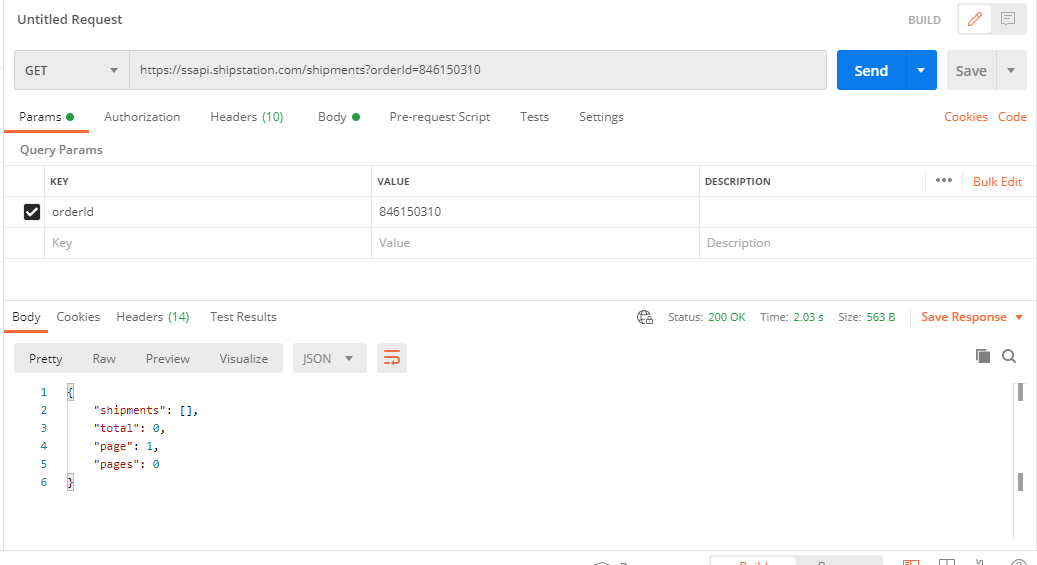 Untitled Request
BUILD
GET
https://ssapi.shipstation.com/shipments?orderId=846150310
Send
Save
Params
Authorization
Headers (10)
Body
Pre-request Script
Tests
Settings
Cookies Code
Query Params
KEY VALUE DESCRIPTION
Bulk Edit
orderId 846150310
Key Value Description
Body Cookies Headers (14) Test Results
Status: 200 OK Time: 2.03 s Size: 563 B
Save Response
Pretty Raw Preview Visualize JSON
1 {
2 "shipments": [],
3 "total": 0,
4 "page": 1,
5 "pages": 0
6 }